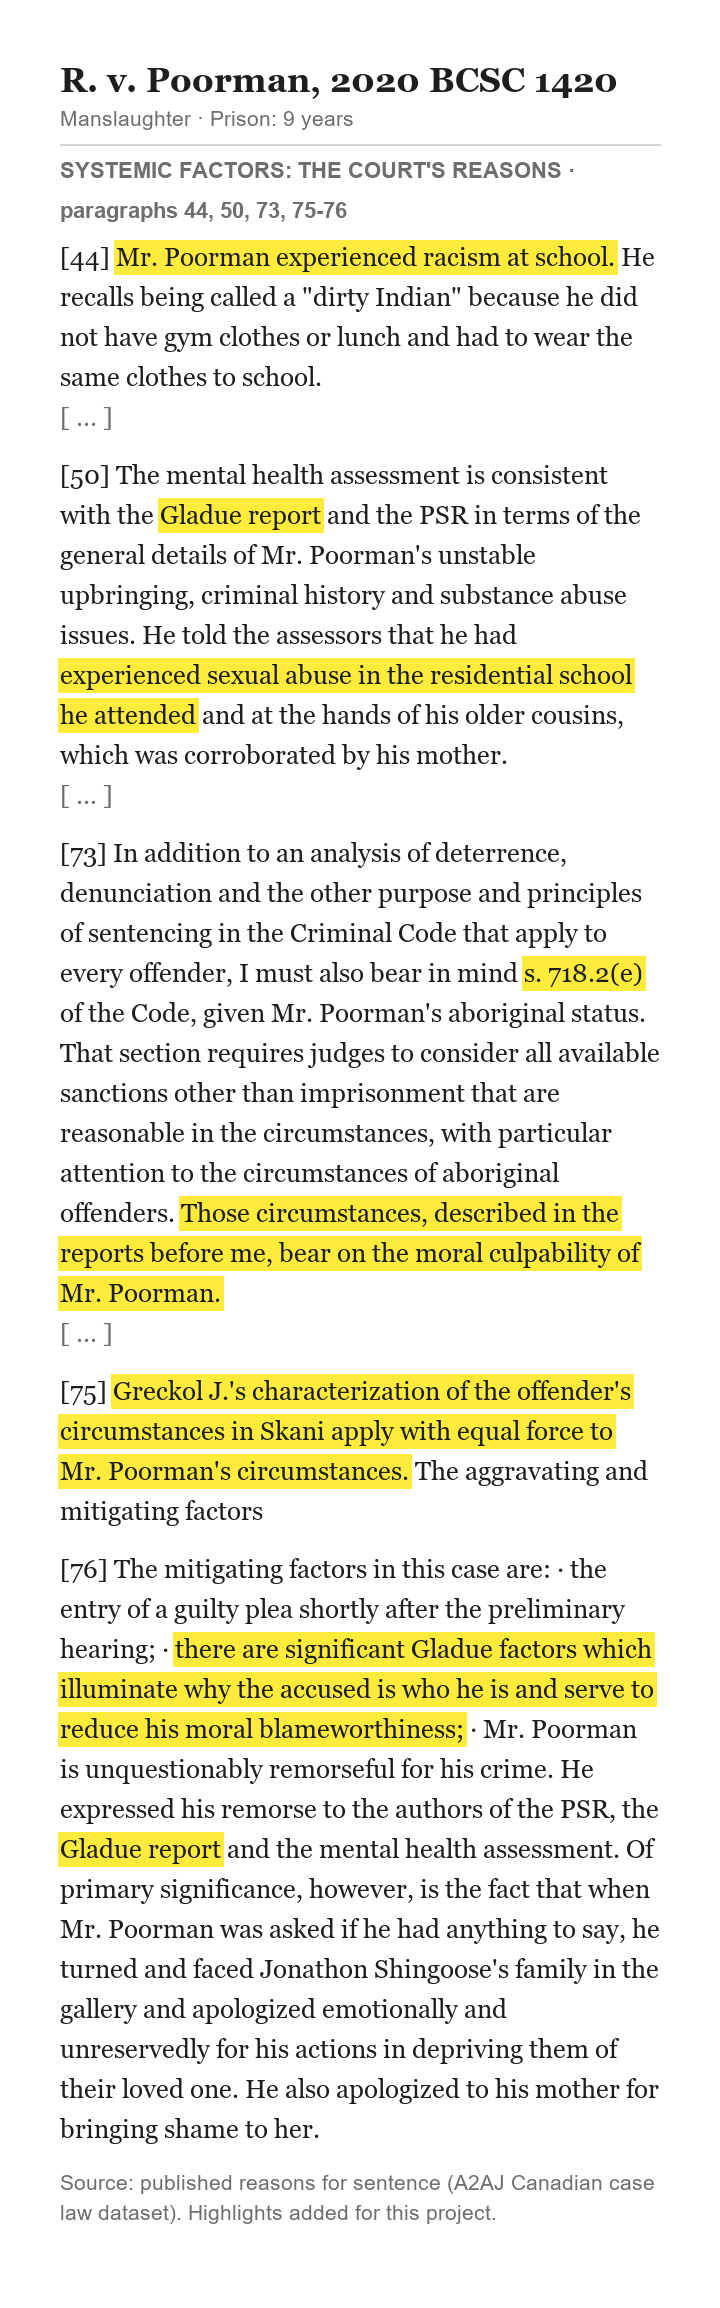 R. v. Poorman, 2020 BCSC 1420
Manslaughter · Prison: 9 years
SYSTEMIC FACTORS: THE COURT'S REASONS ·
paragraphs 44, 50, 73, 75-76
[44] Mr. Poorman experienced racism at school. He
recalls being called a "dirty Indian" because he did
not have gym clothes or lunch and had to wear the
same clothes to school.
[ ... ]
[50] The mental health assessment is consistent
with the Gladue report and the PSR in terms of the
general details of Mr. Poorman's unstable
upbringing, criminal history and substance abuse
issues. He told the assessors that he had
experienced sexual abuse in the residential school
he attended and at the hands of his older cousins,
which was corroborated by his mother.
[ ... ]
[73] In addition to an analysis of deterrence,
denunciation and the other purpose and principles
of sentencing in the Criminal Code that apply to
every offender, I must also bear in mind s. 718.2(e)
of the Code, given Mr. Poorman's aboriginal status.
That section requires judges to consider all available
sanctions other than imprisonment that are
reasonable in the circumstances, with particular
attention to the circumstances of aboriginal
offenders. Those circumstances, described in the
reports before me, bear on the moral culpability of
Mr. Poorman.
[ ... ]
[75] Greckol J.'s characterization of the offender's
circumstances in Skani apply with equal force to
Mr. Poorman's circumstances. The aggravating and
mitigating factors
[76] The mitigating factors in this case are: · the
entry of a guilty plea shortly after the preliminary
hearing; · there are significant Gladue factors which
illuminate why the accused is who he is and serve to
reduce his moral blameworthiness; · Mr. Poorman
is unquestionably remorseful for his crime. He
expressed his remorse to the authors of the PSR, the
Gladue report and the mental health assessment. Of
primary significance, however, is the fact that when
Mr. Poorman was asked if he had anything to say, he
turned and faced Jonathon Shingoose's family in the
gallery and apologized emotionally and
unreservedly for his actions in depriving them of
their loved one. He also apologized to his mother for
bringing shame to her.
Source: published reasons for sentence (A2AJ Canadian case
law dataset). Highlights added for this project.